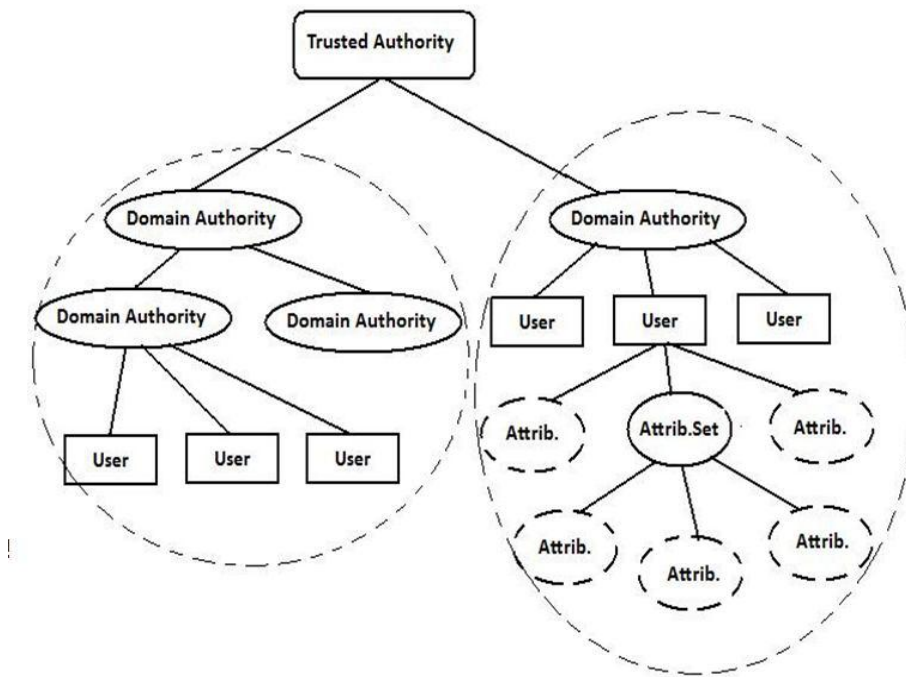 Trusted Authority
Domain Authority
Domain Authority
Domain Authority
Domain Authority
User
User
User
User
User
User
Attrib.
Attrib.Set
Attrib.
Attrib.
Attrib.
Attrib.